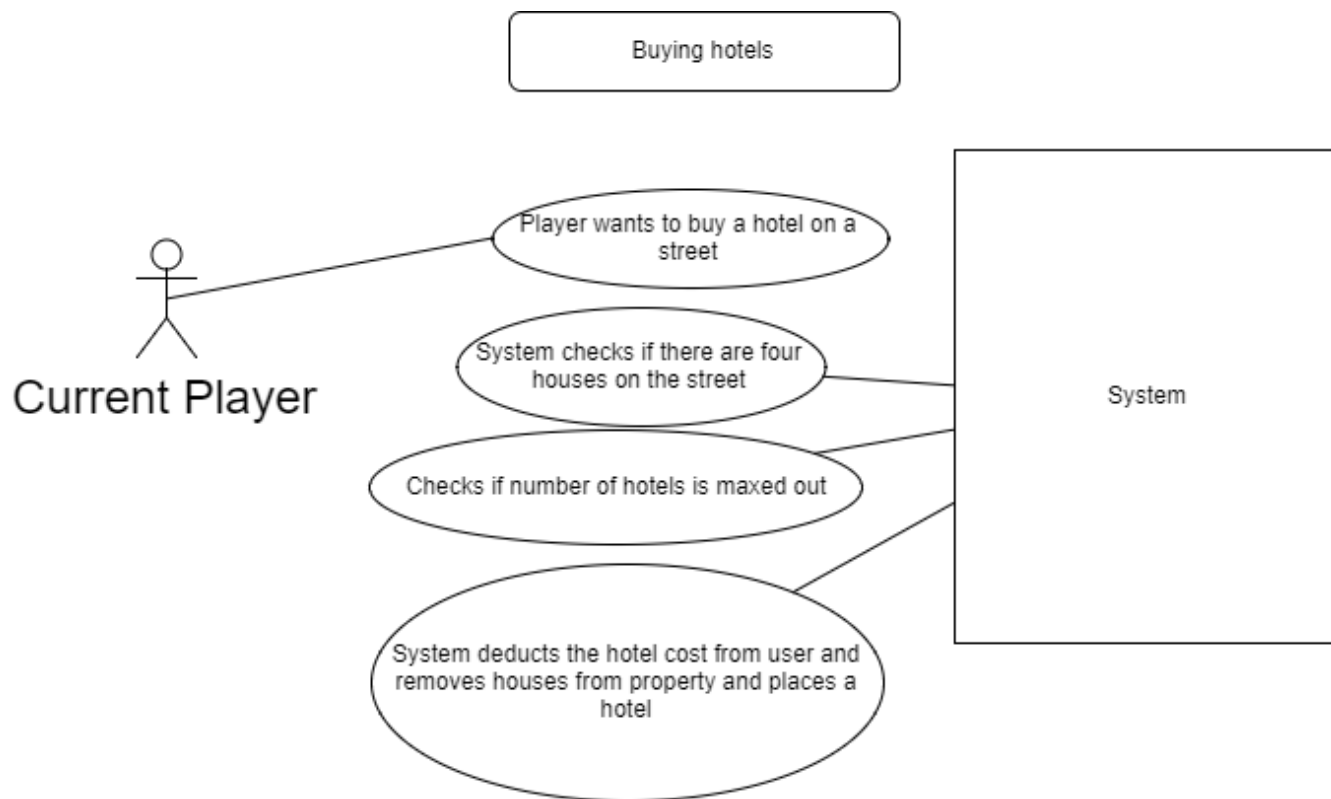 Buying hotels
Player wants to buy a hotel on a
street
System checks if there are four
houses on the street
Current Player
System
Checks if number of hotels is maxed out
System deducts the hotel cost from user and
removes houses from property and places a
hotel